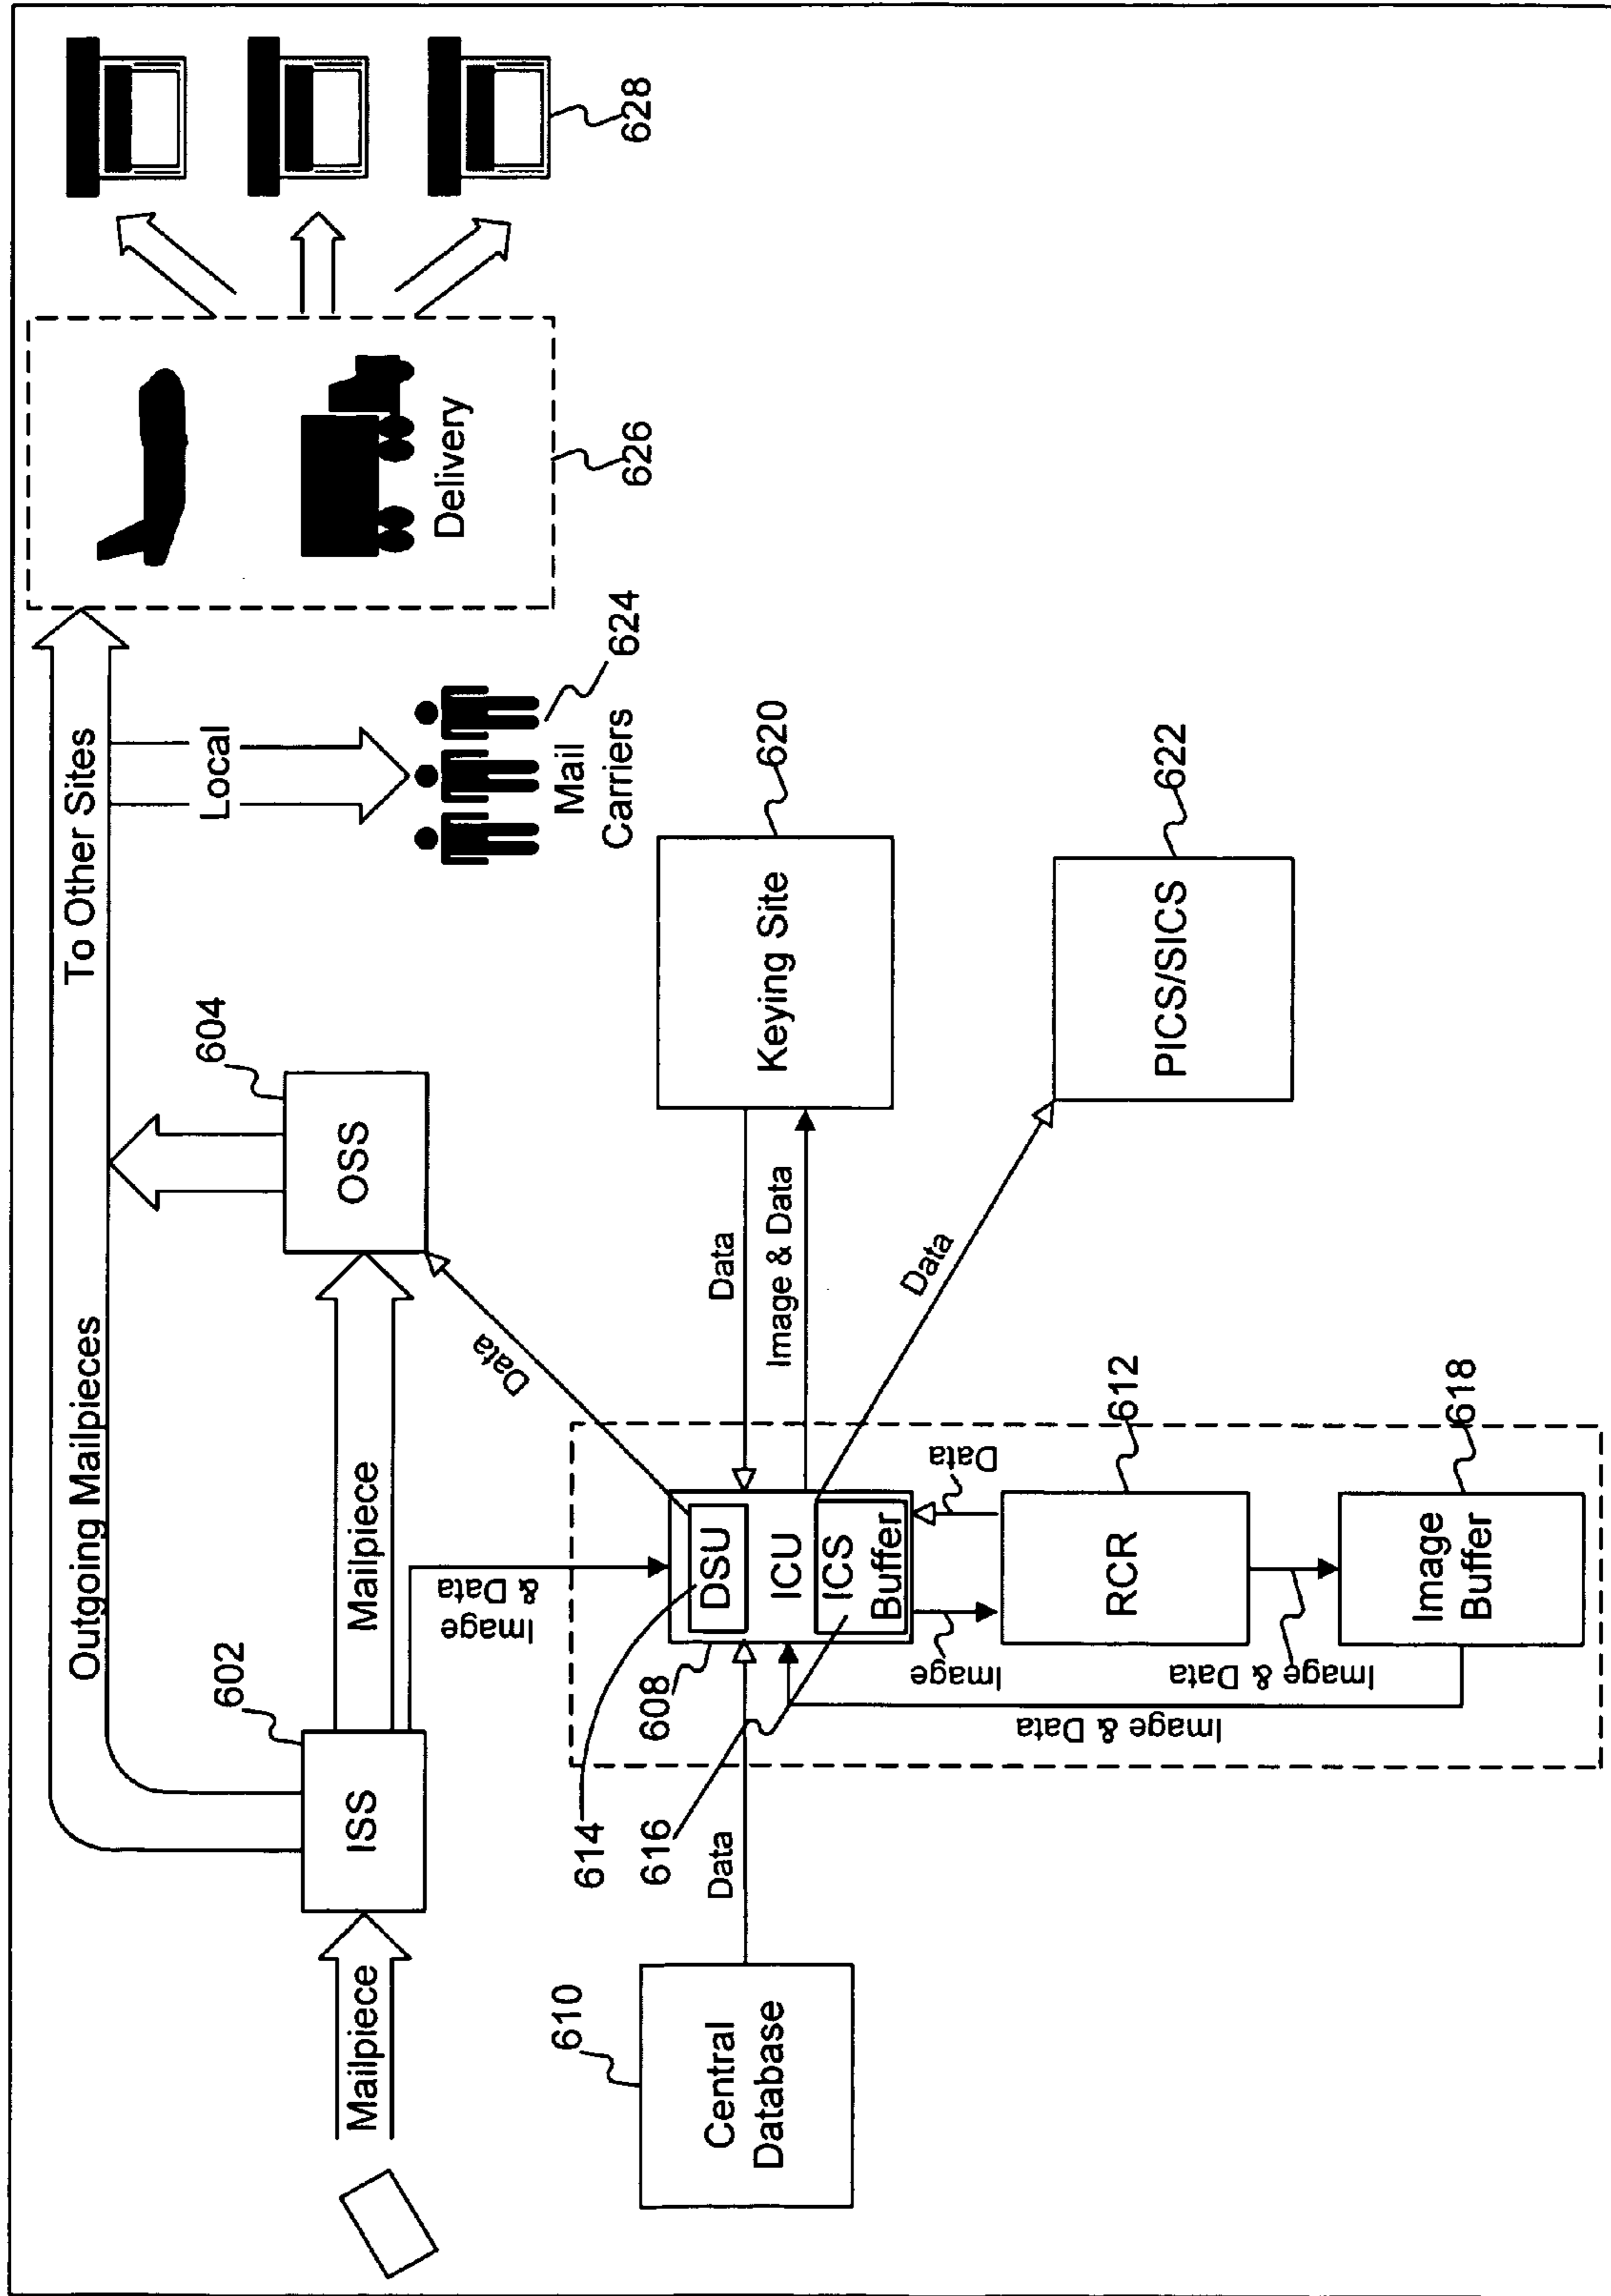 Outgoing Mailpieces
To Other Sites
Local
Mailpiece
ISS
602
Mailpiece
OSS
604
Mail
Carriers
624
Delivery
626
628
Image
& Data
Data
610
Central
Database
Data
614
616
608
DSU
ICU
ICS
Buffer
Data
Image & Data
Keying Site
620
Data
PICS/SICS
622
Image
Data
RCR
612
Image & Data
Image & Data
Image
Buffer
618